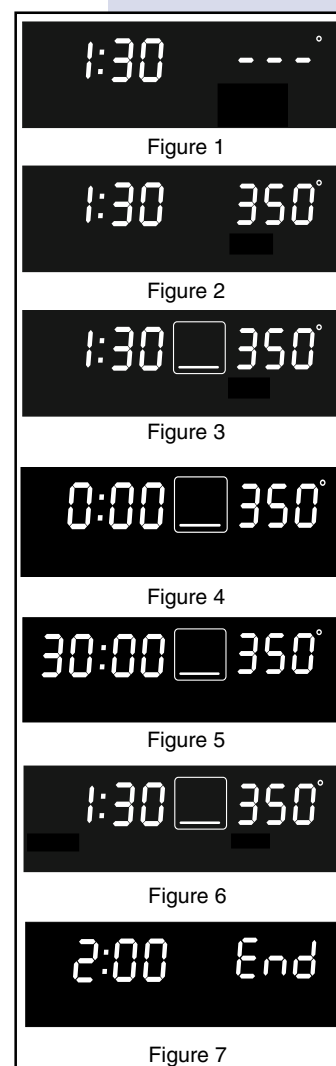 1:30 - - -°
Figure 1
1:30 350°
Figure 2
1:30 350°
Figure 3
0:00 350°
Figure 4
30:00 350°
Figure 5
1:30 350°
Figure 6
2:00 End
Figure 7